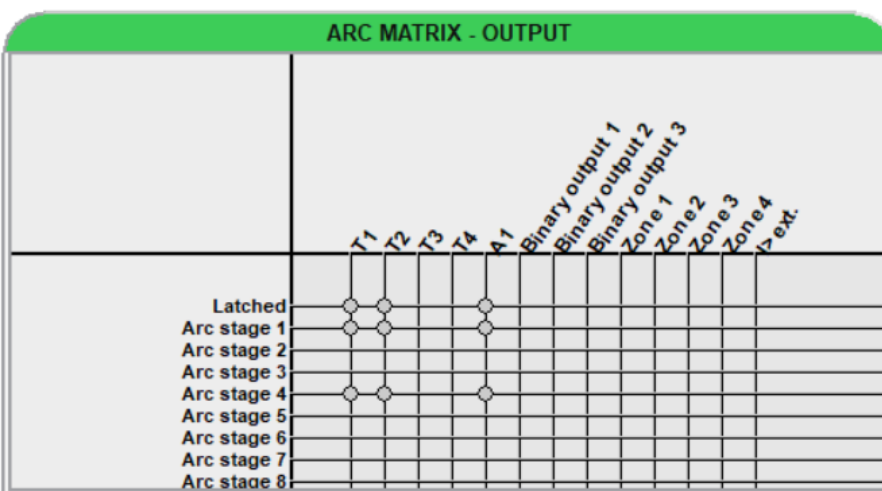 ARC MATRIX - OUTPUT
T1
T2
T3
T4
A1
Binary output 1
Binary output 2
Binary output 3
Zone 1
Zone 2
Zone 3
Zone 4
I> ext.
Latched
Arc stage 1
Arc stage 2
Arc stage 3
Arc stage 4
Arc stage 5
Arc stage 6
Arc stage 7
Arc stage 8